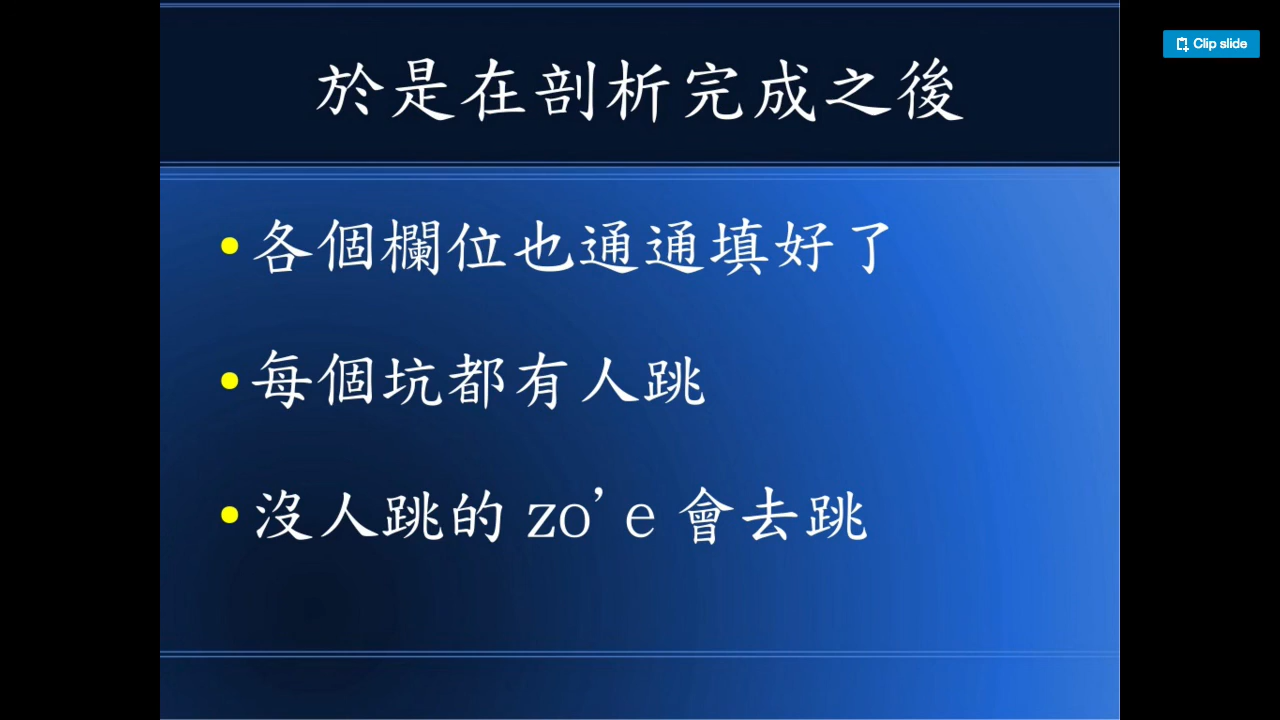 Clip slide
於是在剖析完成之後
• 各個欄位也通通填好了
• 每個坑都有人跳
• 沒人跳的 zo’e 會去跳